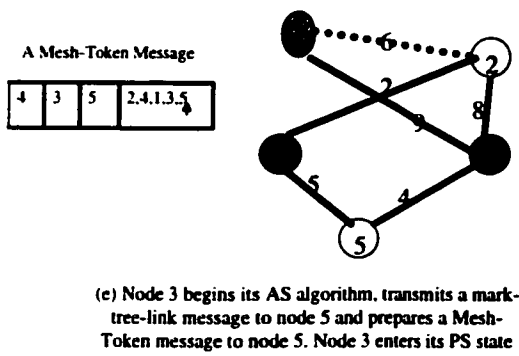 A Mesh-Token Message
4 3 5 2.4.1.3.5
6
2
2
9
8
5
4
5
(e) Node 3 begins its AS algorithm, transmits a mark-
tree-link message to node 5 and prepares a Mesh-
Token message to node 5. Node 3 enters its PS state